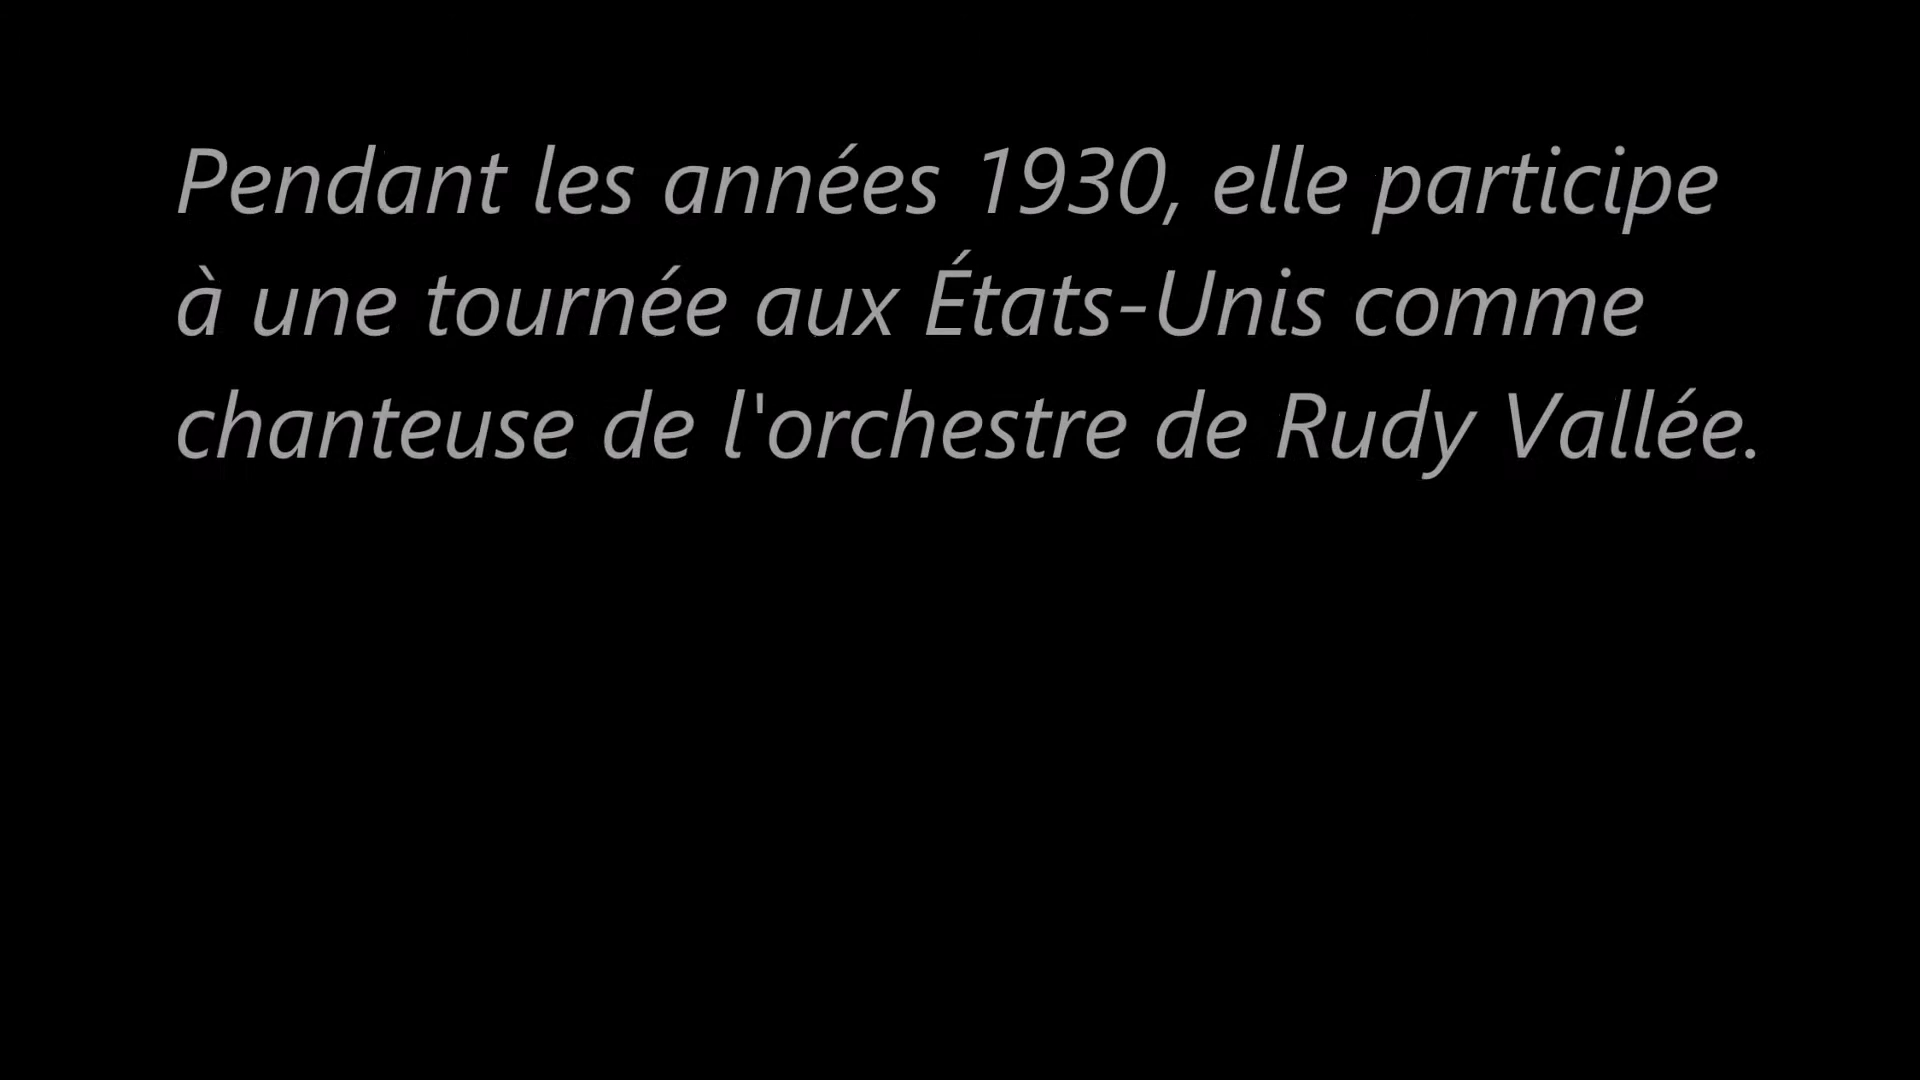 Pendant les années 1930, elle participe
à une tournée aux États-Unis comme
chanteuse de l'orchestre de Rudy Vallée.